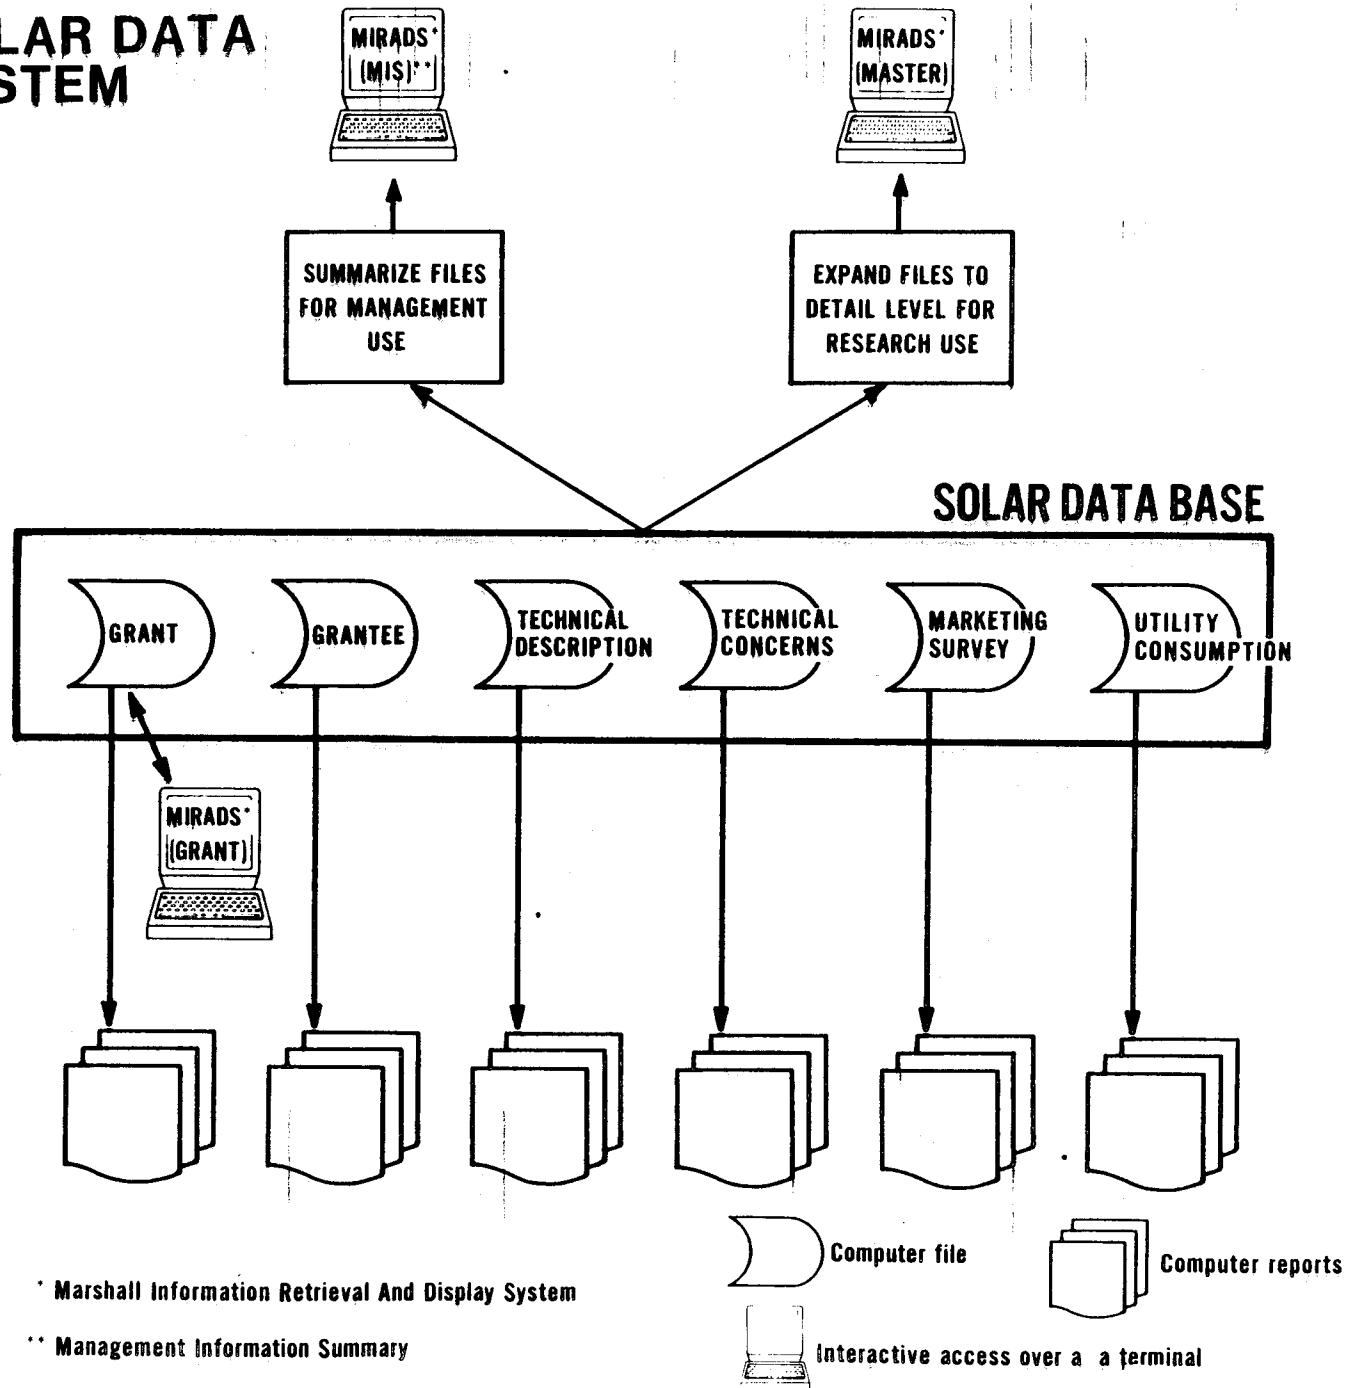 LAR DATA
STEM
MIRADS*
(MIS)**
MIRADS*
(MASTER)
SUMMARIZE FILES
FOR MANAGEMENT
USE
EXPAND FILES TO
DETAIL LEVEL FOR
RESEARCH USE
SOLAR DATA BASE
GRANT
GRANTEE
TECHNICAL
DESCRIPTION
TECHNICAL
CONCERNS
MARKETING
SURVEY
UTILITY
CONSUMPTION
MIRADS*
(GRANT)
Computer file
Computer reports
* Marshall Information Retrieval And Display System
** Management Information Summary
Interactive access over a a terminal